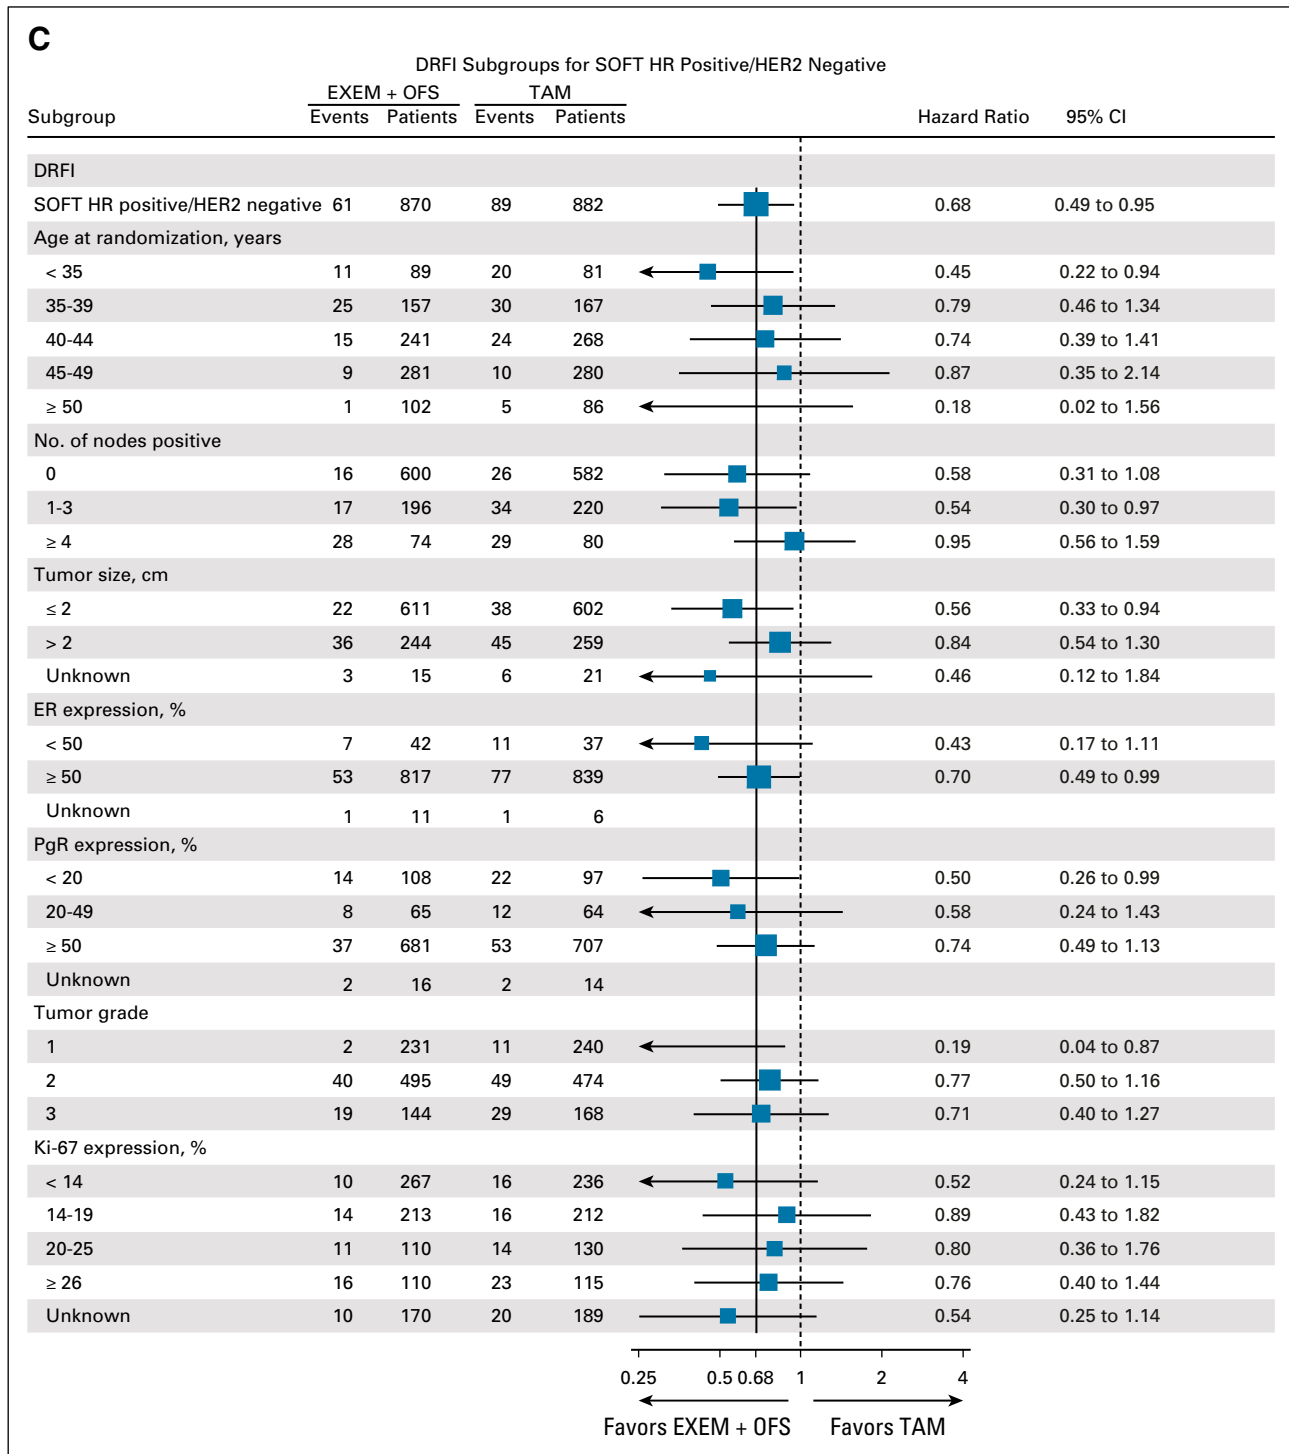 C
DRFI Subgroups for SOFT HR Positive/HER2 Negative
EXEM + OFS TAM
Subgroup Events Patients Events Patients Hazard Ratio 95% CI
DRFI
SOFT HR positive/HER2 negative 61 870 89 882 0.68 0.49 to 0.95
Age at randomization, years
< 35 11 89 20 81 0.45 0.22 to 0.94
35-39 25 157 30 167 0.79 0.46 to 1.34
40-44 15 241 24 268 0.74 0.39 to 1.41
45-49 9 281 10 280 0.87 0.35 to 2.14
≥ 50 1 102 5 86 0.18 0.02 to 1.56
No. of nodes positive
0 16 600 26 582 0.58 0.31 to 1.08
1-3 17 196 34 220 0.54 0.30 to 0.97
≥ 4 28 74 29 80 0.95 0.56 to 1.59
Tumor size, cm
≤ 2 22 611 38 602 0.56 0.33 to 0.94
> 2 36 244 45 259 0.84 0.54 to 1.30
Unknown 3 15 6 21 0.46 0.12 to 1.84
ER expression, %
< 50 7 42 11 37 0.43 0.17 to 1.11
≥ 50 53 817 77 839 0.70 0.49 to 0.99
Unknown 1 11 1 6
PgR expression, %
< 20 14 108 22 97 0.50 0.26 to 0.99
20-49 8 65 12 64 0.58 0.24 to 1.43
≥ 50 37 681 53 707 0.74 0.49 to 1.13
Unknown 2 16 2 14
Tumor grade
1 2 231 11 240 0.19 0.04 to 0.87
2 40 495 49 474 0.77 0.50 to 1.16
3 19 144 29 168 0.71 0.40 to 1.27
Ki-67 expression, %
< 14 10 267 16 236 0.52 0.24 to 1.15
14-19 14 213 16 212 0.89 0.43 to 1.82
20-25 11 110 14 130 0.80 0.36 to 1.76
≥ 26 16 110 23 115 0.76 0.40 to 1.44
Unknown 10 170 20 189 0.54 0.25 to 1.14
0.25 0.5 0.68 1 2 4
Favors EXEM + OFS Favors TAM